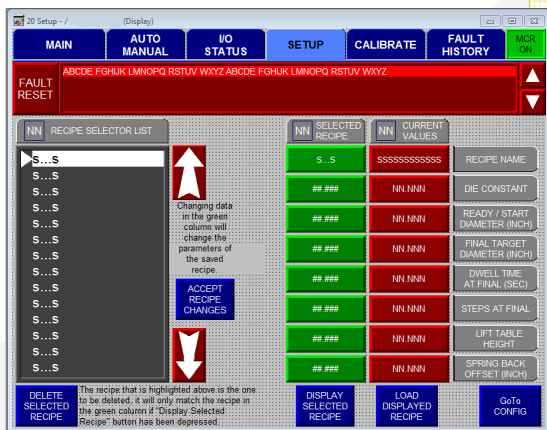 20 Setup - / (Display)
MAIN
AUTO
MANUAL
I/O
STATUS
SETUP
CALIBRATE
FAULT
HISTORY
MCR
ON
FAULT
RESET
ABCDE FGHIJK LMNOPQ RSTUV WXYZ ABCDE FGHIJK LMNOPQ RSTUV WXYZ
NN RECIPE SELECTOR LIST
NN SELECTED
RECIPE
NN CURRENT
VALUES
S...S
S...S
S...S
S...S
S...S
S...S
S...S
S...S
S...S
S...S
S...S
S...S
S...S
Changing data
in the green
column will
change the
parameters of
the saved
recipe.
ACCEPT
RECIPE
CHANGES
S...S SSSSSSSSSSSS RECIPE NAME
##.### NN.NNN DIE CONSTANT
##.### NN.NNN READY / START
DIAMETER (INCH)
##.### NN.NNN FINAL TARGET
DIAMETER (INCH)
##.### NN.NNN DWELL TIME
AT FINAL (SEC)
##.### NN.NNN STEPS AT FINAL
##.### NN.NNN LIFT TABLE
HEIGHT
##.### NN.NNN SPRING BACK
OFFSET (INCH)
DELETE
SELECTED
RECIPE
The recipe that is highlighted above is the one
to be deleted, it will only match the recipe in
the green column if "Display Selected
Recipe" button has been depressed.
DISPLAY
SELECTED
RECIPE
LOAD
DISPLAYED
RECIPE
GoTo
CONFIG